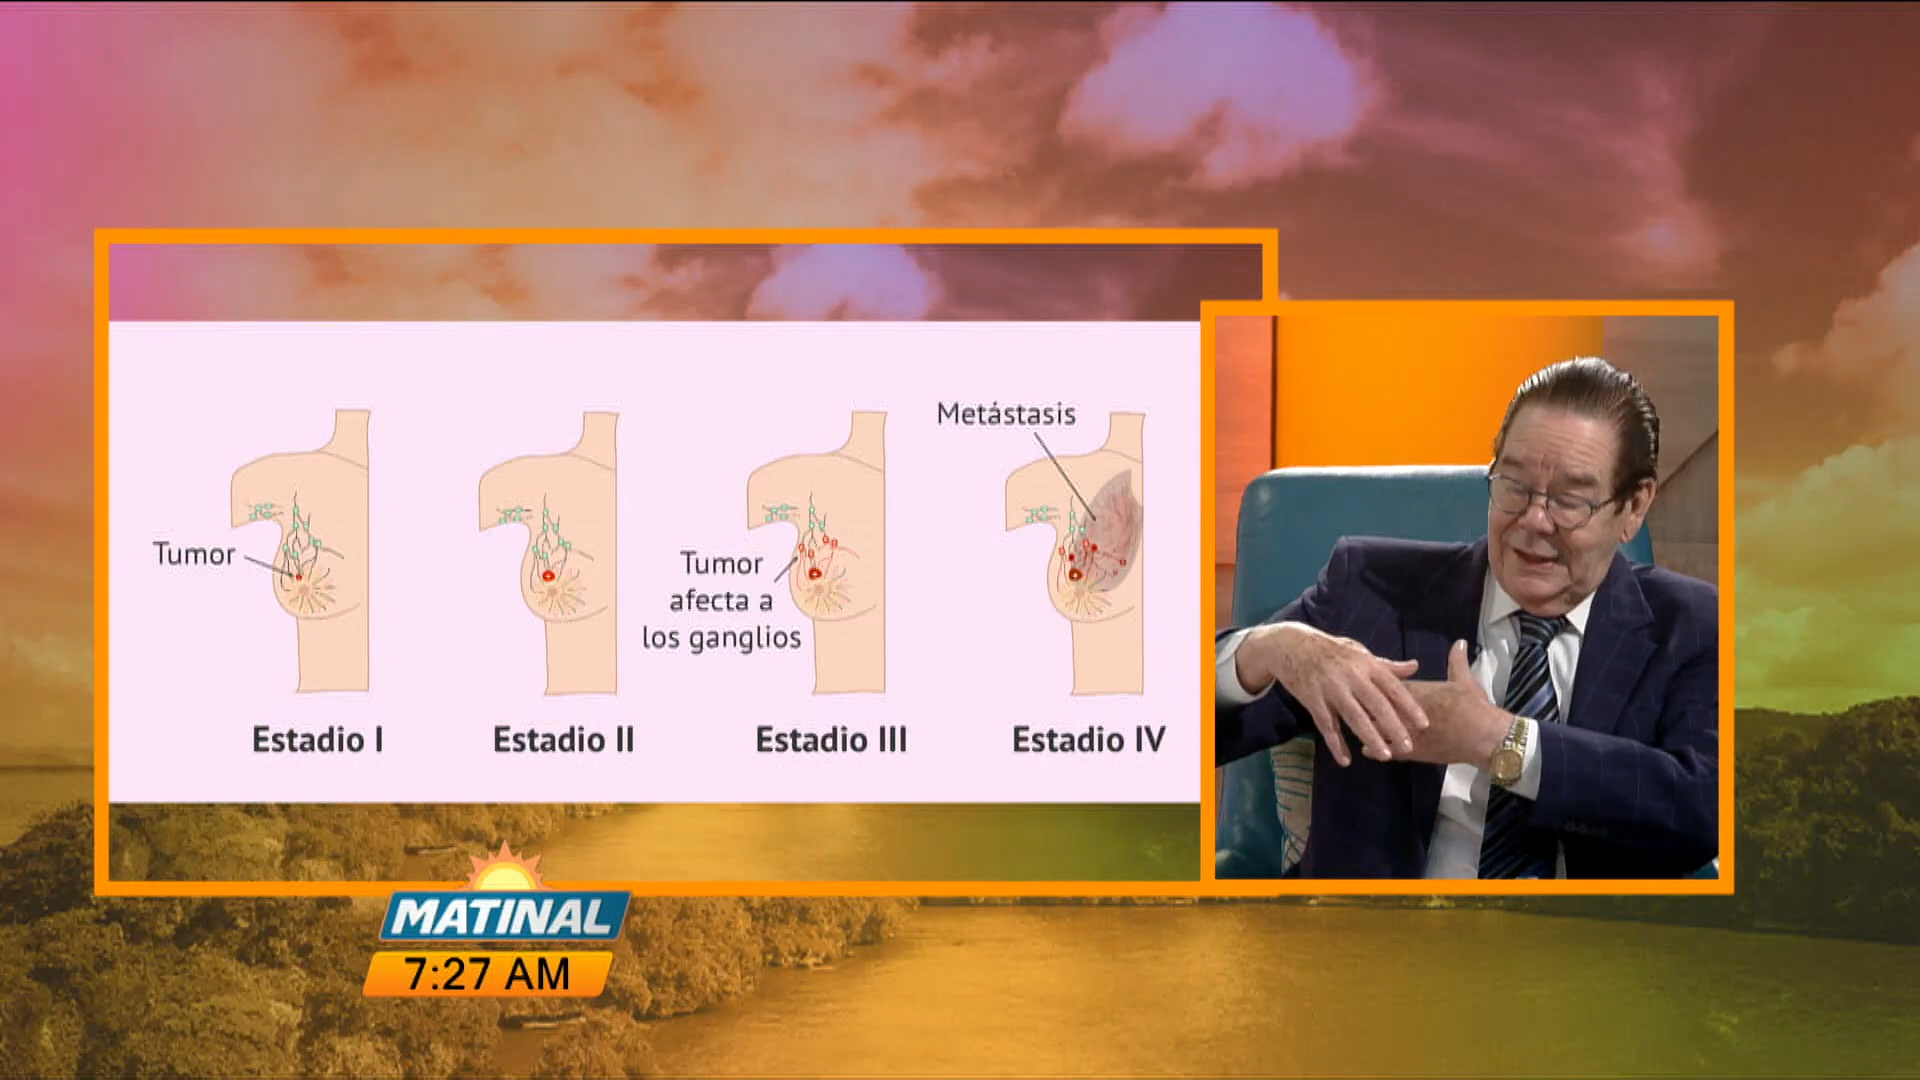 Metástasis
Tumor
Tumor
afecta a
los ganglios
Estadio I
Estadio II
Estadio III
Estadio IV
MATINAL
7:27 AM